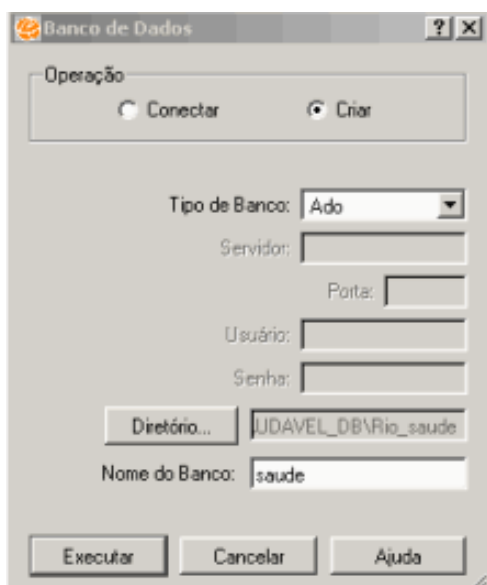 Banco de Dados
Operação
Conectar
Criar
Tipo de Banco: Ado
Servidor:
Porta:
Usuário:
Senha:
Diretório... UDAVEL_DB\Rio_saude
Nome do Banco: saude
Executar Cancelar Ajuda